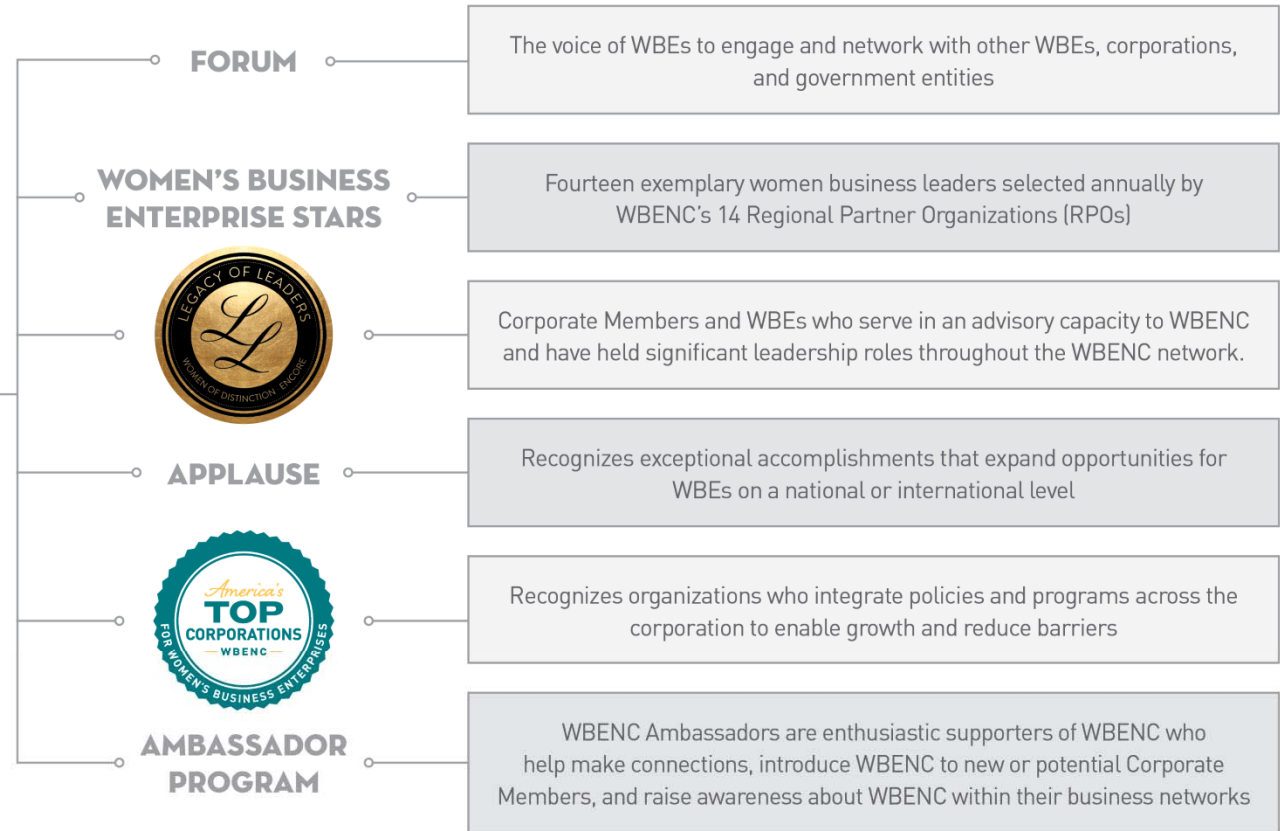 FORUM
The voice of WBEs to engage and network with other WBEs, corporations,
and government entities
WOMEN'S BUSINESS
ENTERPRISE STARS
Fourteen exemplary women business leaders selected annually by
WBENC's 14 Regional Partner Organizations (RPOs)
LEGACY OF LEADERS
LL
WOMEN OF DISTINCTION · ENCORE
Corporate Members and WBEs who serve in an advisory capacity to WBENC
and have held significant leadership roles throughout the WBENC network.
APPLAUSE
Recognizes exceptional accomplishments that expand opportunities for
WBEs on a national or international level
America's
TOP
CORPORATIONS
WBENC
FOR WOMEN'S BUSINESS ENTERPRISES
Recognizes organizations who integrate policies and programs across the
corporation to enable growth and reduce barriers
AMBASSADOR
PROGRAM
WBENC Ambassadors are enthusiastic supporters of WBENC who
help make connections, introduce WBENC to new or potential Corporate
Members, and raise awareness about WBENC within their business networks